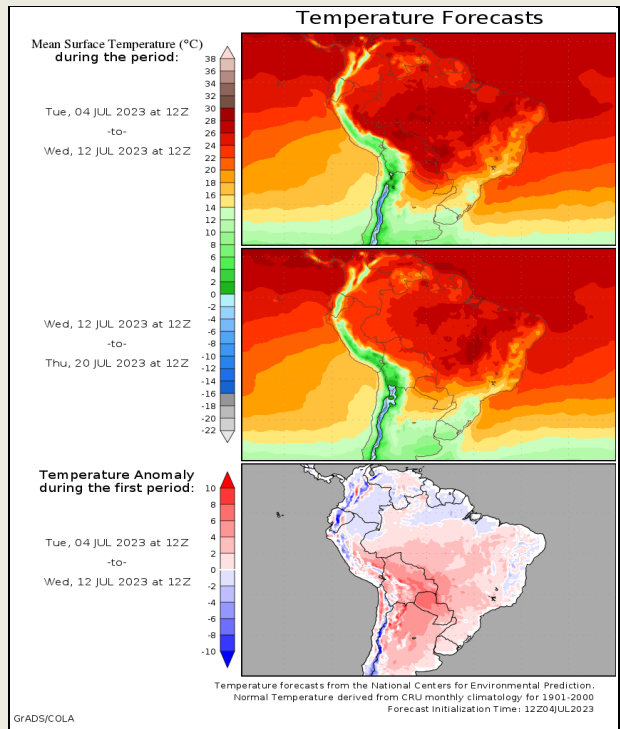 Temperature Forecasts
Mean Surface Temperature (°C)
during the period:
38
36
34
32
30
28
26
24
22
20
18
16
14
12
10
8
6
4
2
0
-2
-4
-6
-8
-10
-12
-14
-16
-18
-20
-22
Tue, 04 JUL 2023 at 12Z
-to-
Wed, 12 JUL 2023 at 12Z
Wed, 12 JUL 2023 at 12Z
-to-
Thu, 20 JUL 2023 at 12Z
Temperature Anomaly
during the first period:
10
8
6
4
2
0
-2
-4
-6
-8
-10
Tue, 04 JUL 2023 at 12Z
-to-
Wed, 12 JUL 2023 at 12Z
Temperature forecasts from the National Centers for Environmental Prediction.
Normal Temperature derived from CRU monthly climatology for 1901-2000
Forecast Initialization Time: 12Z04JUL2023
GrADS/COLA